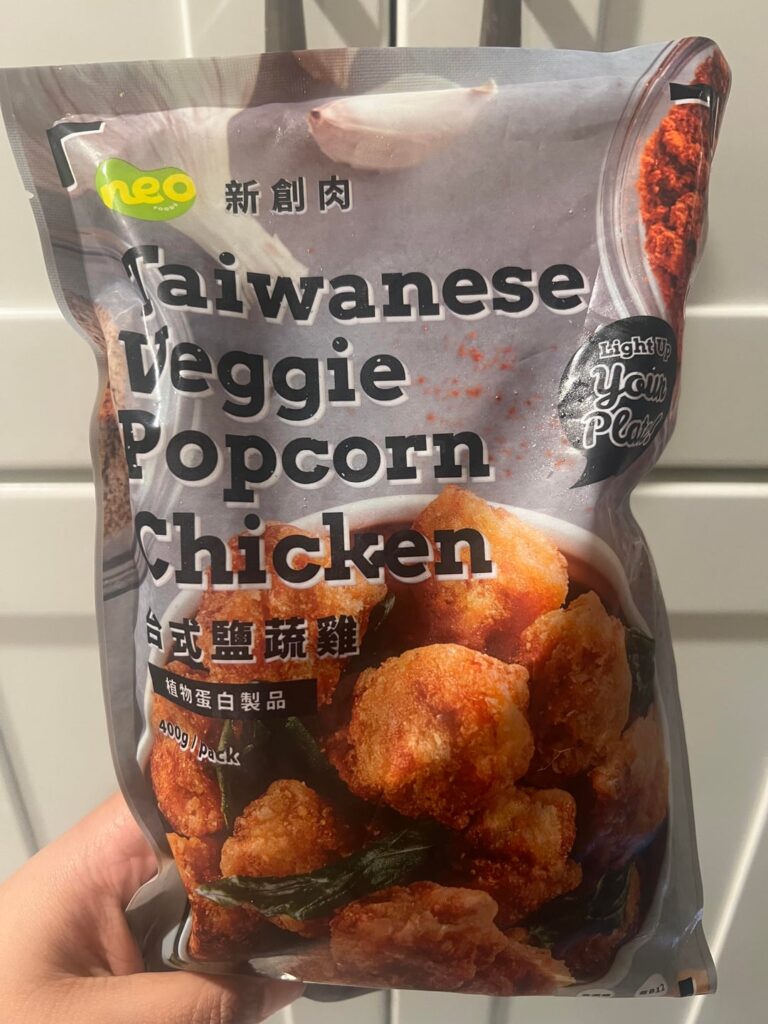 neo
FOODS
新創肉
Taiwanese
Veggie
Popcorn
Chicken
Light Up
Your
Plate!
台式鹽蔬雞
植物蛋白製品
400g / pack